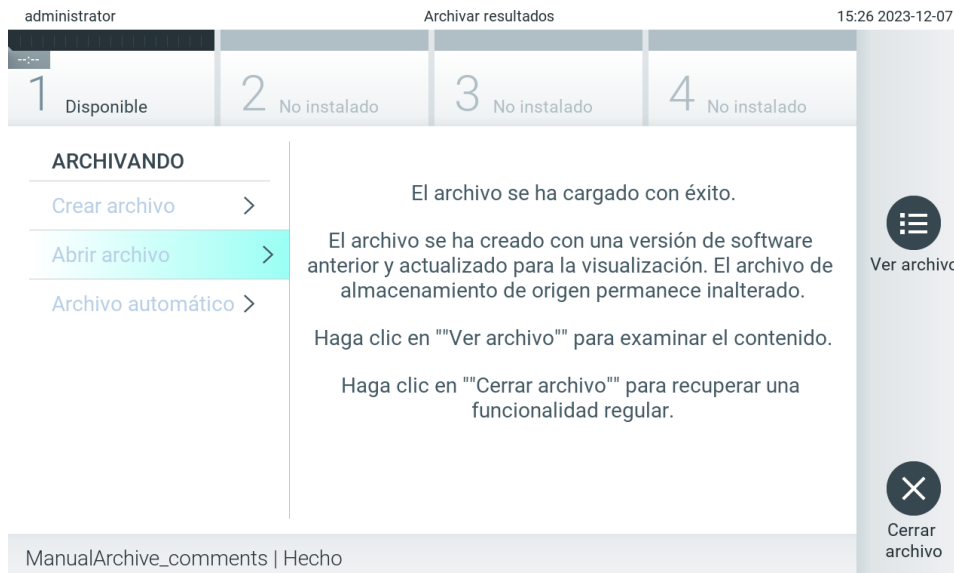 administrator
Archivar resultados
15:26 2023-12-07
--:--
1 Disponible
2 No instalado
3 No instalado
4 No instalado
ARCHIVANDO
Crear archivo
Abrir archivo
Archivo automático
El archivo se ha cargado con éxito.
El archivo se ha creado con una versión de software
anterior y actualizado para la visualización. El archivo de
almacenamiento de origen permanece inalterado.
Haga clic en ""Ver archivo"" para examinar el contenido.
Haga clic en ""Cerrar archivo"" para recuperar una
funcionalidad regular.
Ver archivo
Cerrar
archivo
ManualArchive_comments | Hecho